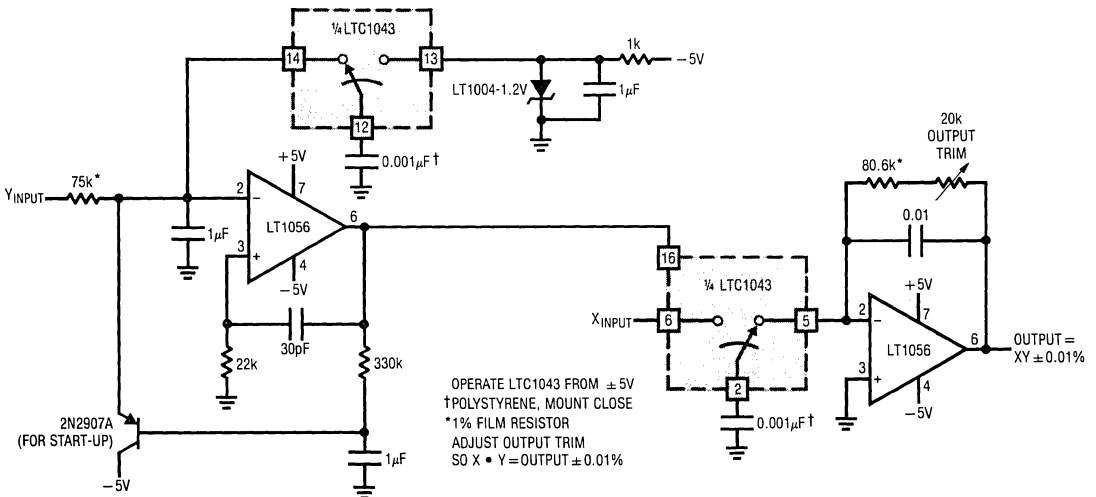 ¼ LTC1043
14
13
12
1k
−5V
LT1004-1.2V
1µF
0.001µF†
20k
OUTPUT
TRIM
80.6k*
0.01
YINPUT
75k*
1µF
+5V
2
7
LT1056
6
3
4
−5V
30pF
22k
330k
2N2907A
(FOR START-UP)
−5V
1µF
16
¼ LTC1043
XINPUT
6
5
2
0.001µF†
+5V
2
7
LT1056
6
3
4
−5V
OUTPUT =
XY ± 0.01%
OPERATE LTC1043 FROM ±5V
†POLYSTYRENE, MOUNT CLOSE
*1% FILM RESISTOR
ADJUST OUTPUT TRIM
SO X • Y = OUTPUT ± 0.01%